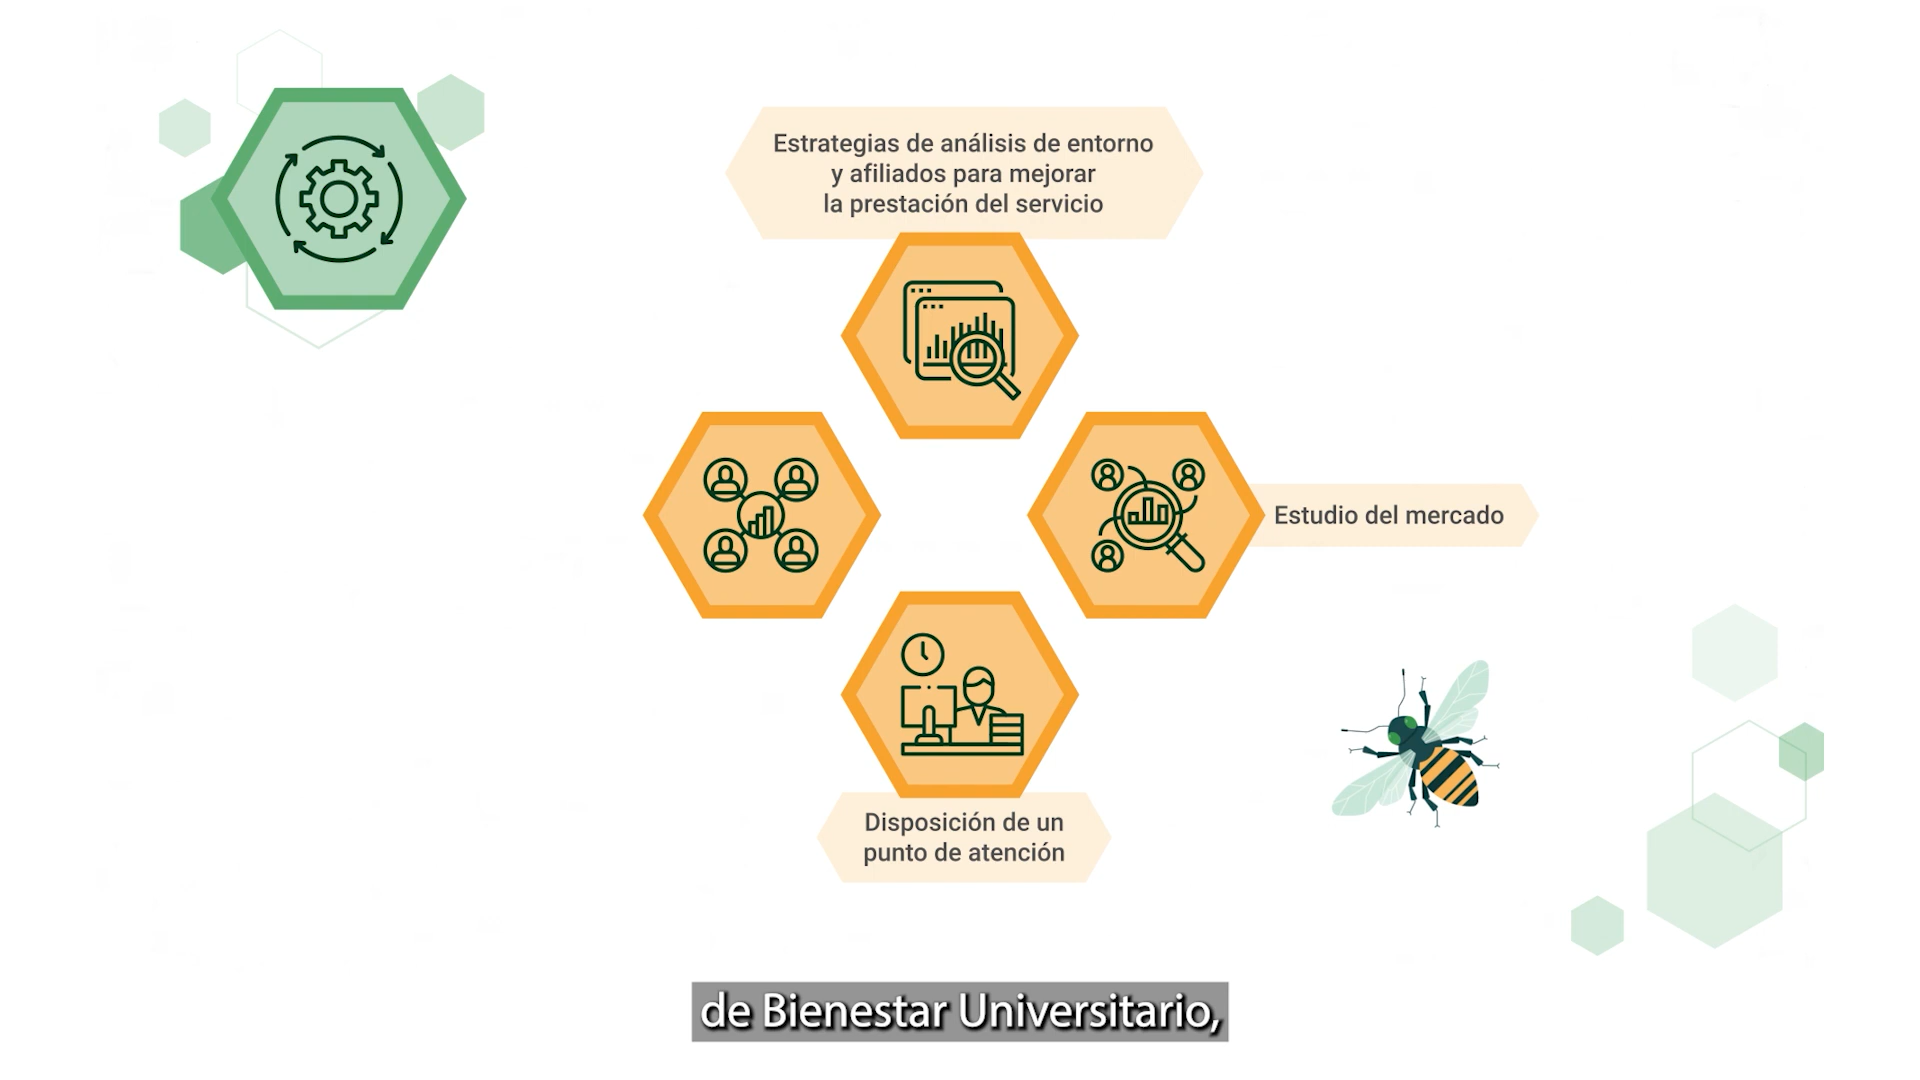 Estrategias de análisis de entorno
y afiliados para mejorar
la prestación del servicio
Estudio del mercado
Disposición de un
punto de atención
de Bienestar Universitario,